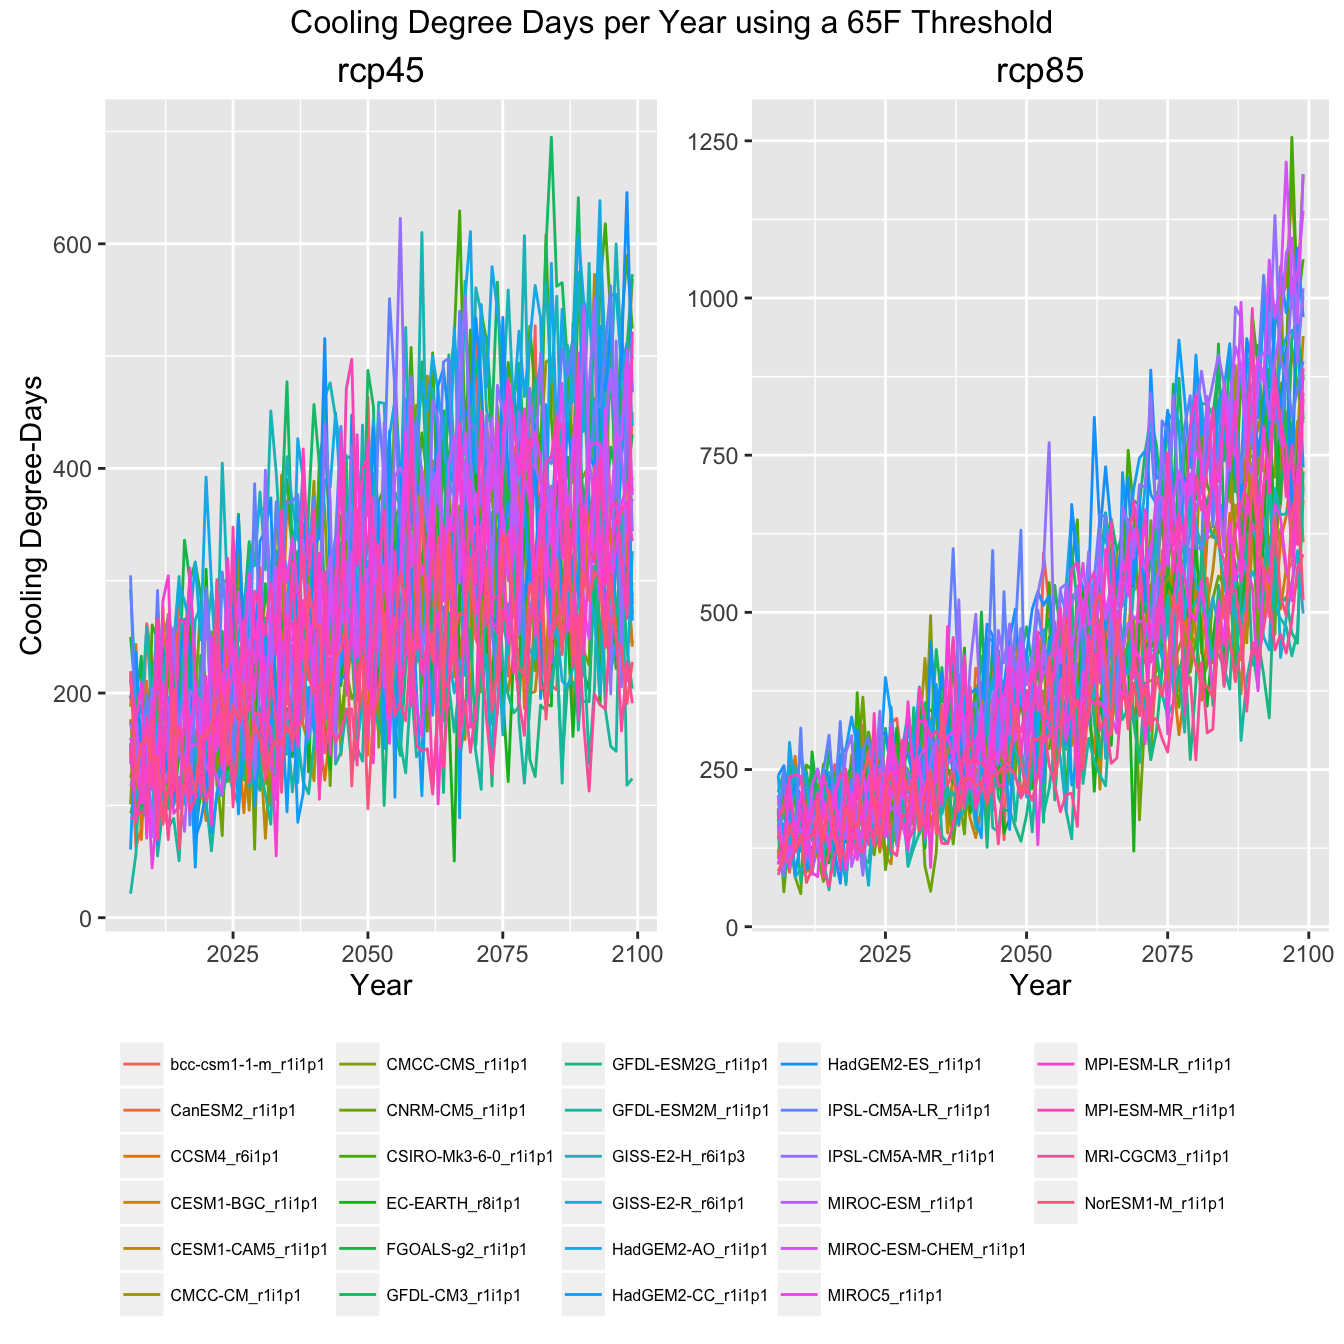 Cooling Degree Days per Year using a 65F Threshold
rcp45
rcp85
Cooling Degree-Days
600
400
200
0
2025 2050 2075 2100
Year
1250
1000
750
500
250
0
2025 2050 2075 2100
Year
bcc-csm1-1-m_r1i1p1
CanESM2_r1i1p1
CCSM4_r6i1p1
CESM1-BGC_r1i1p1
CESM1-CAM5_r1i1p1
CMCC-CM_r1i1p1
CMCC-CMS_r1i1p1
CNRM-CM5_r1i1p1
CSIRO-Mk3-6-0_r1i1p1
EC-EARTH_r8i1p1
FGOALS-g2_r1i1p1
GFDL-CM3_r1i1p1
GFDL-ESM2G_r1i1p1
GFDL-ESM2M_r1i1p1
GISS-E2-H_r6i1p3
GISS-E2-R_r6i1p1
HadGEM2-AO_r1i1p1
HadGEM2-CC_r1i1p1
HadGEM2-ES_r1i1p1
IPSL-CM5A-LR_r1i1p1
IPSL-CM5A-MR_r1i1p1
MIROC-ESM_r1i1p1
MIROC-ESM-CHEM_r1i1p1
MIROC5_r1i1p1
MPI-ESM-LR_r1i1p1
MPI-ESM-MR_r1i1p1
MRI-CGCM3_r1i1p1
NorESM1-M_r1i1p1